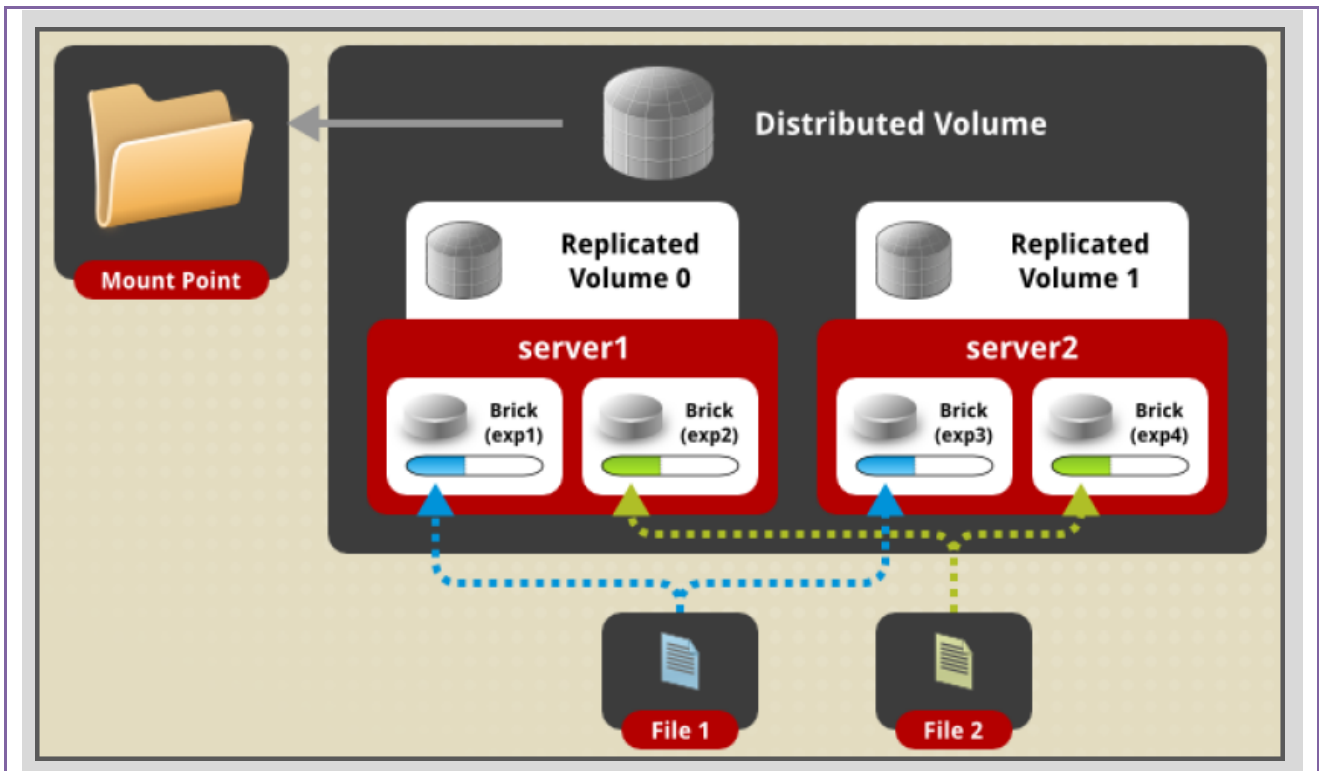 Distributed Volume
Mount Point
Replicated
Volume 0
Replicated
Volume 1
server1
server2
Brick
(exp1)
Brick
(exp2)
Brick
(exp3)
Brick
(exp4)
File 1
File 2